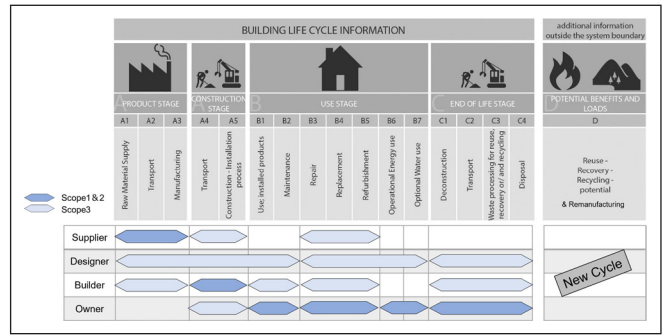 BUILDING LIFE CYCLE INFORMATION
additional information
outside the system boundary
A
PRODUCT STAGE
A
CONSTRUCTION
STAGE
B
USE STAGE
C
END OF LIFE STAGE
D
POTENTIAL BENEFITS AND
LOADS
A1 A2 A3 A4 A5 B1 B2 B3 B4 B5 B6 B7 C1 C2 C3 C4 D
Raw Material Supply
Transport
Manufacturing
Transport
Construction - Installation
process
Use; installed products
Maintenance
Repair
Replacement
Refurbishment
Operational Energy use
Optional Water use
Deconstruction
Transport
Waste processing for reuse,
recovery or/ and recycling
Disposal
Reuse -
Recovery -
Recycling -
potential
& Remanufacturing
Scope1 & 2
Scope3
Supplier
Designer
Builder
Owner
New Cycle